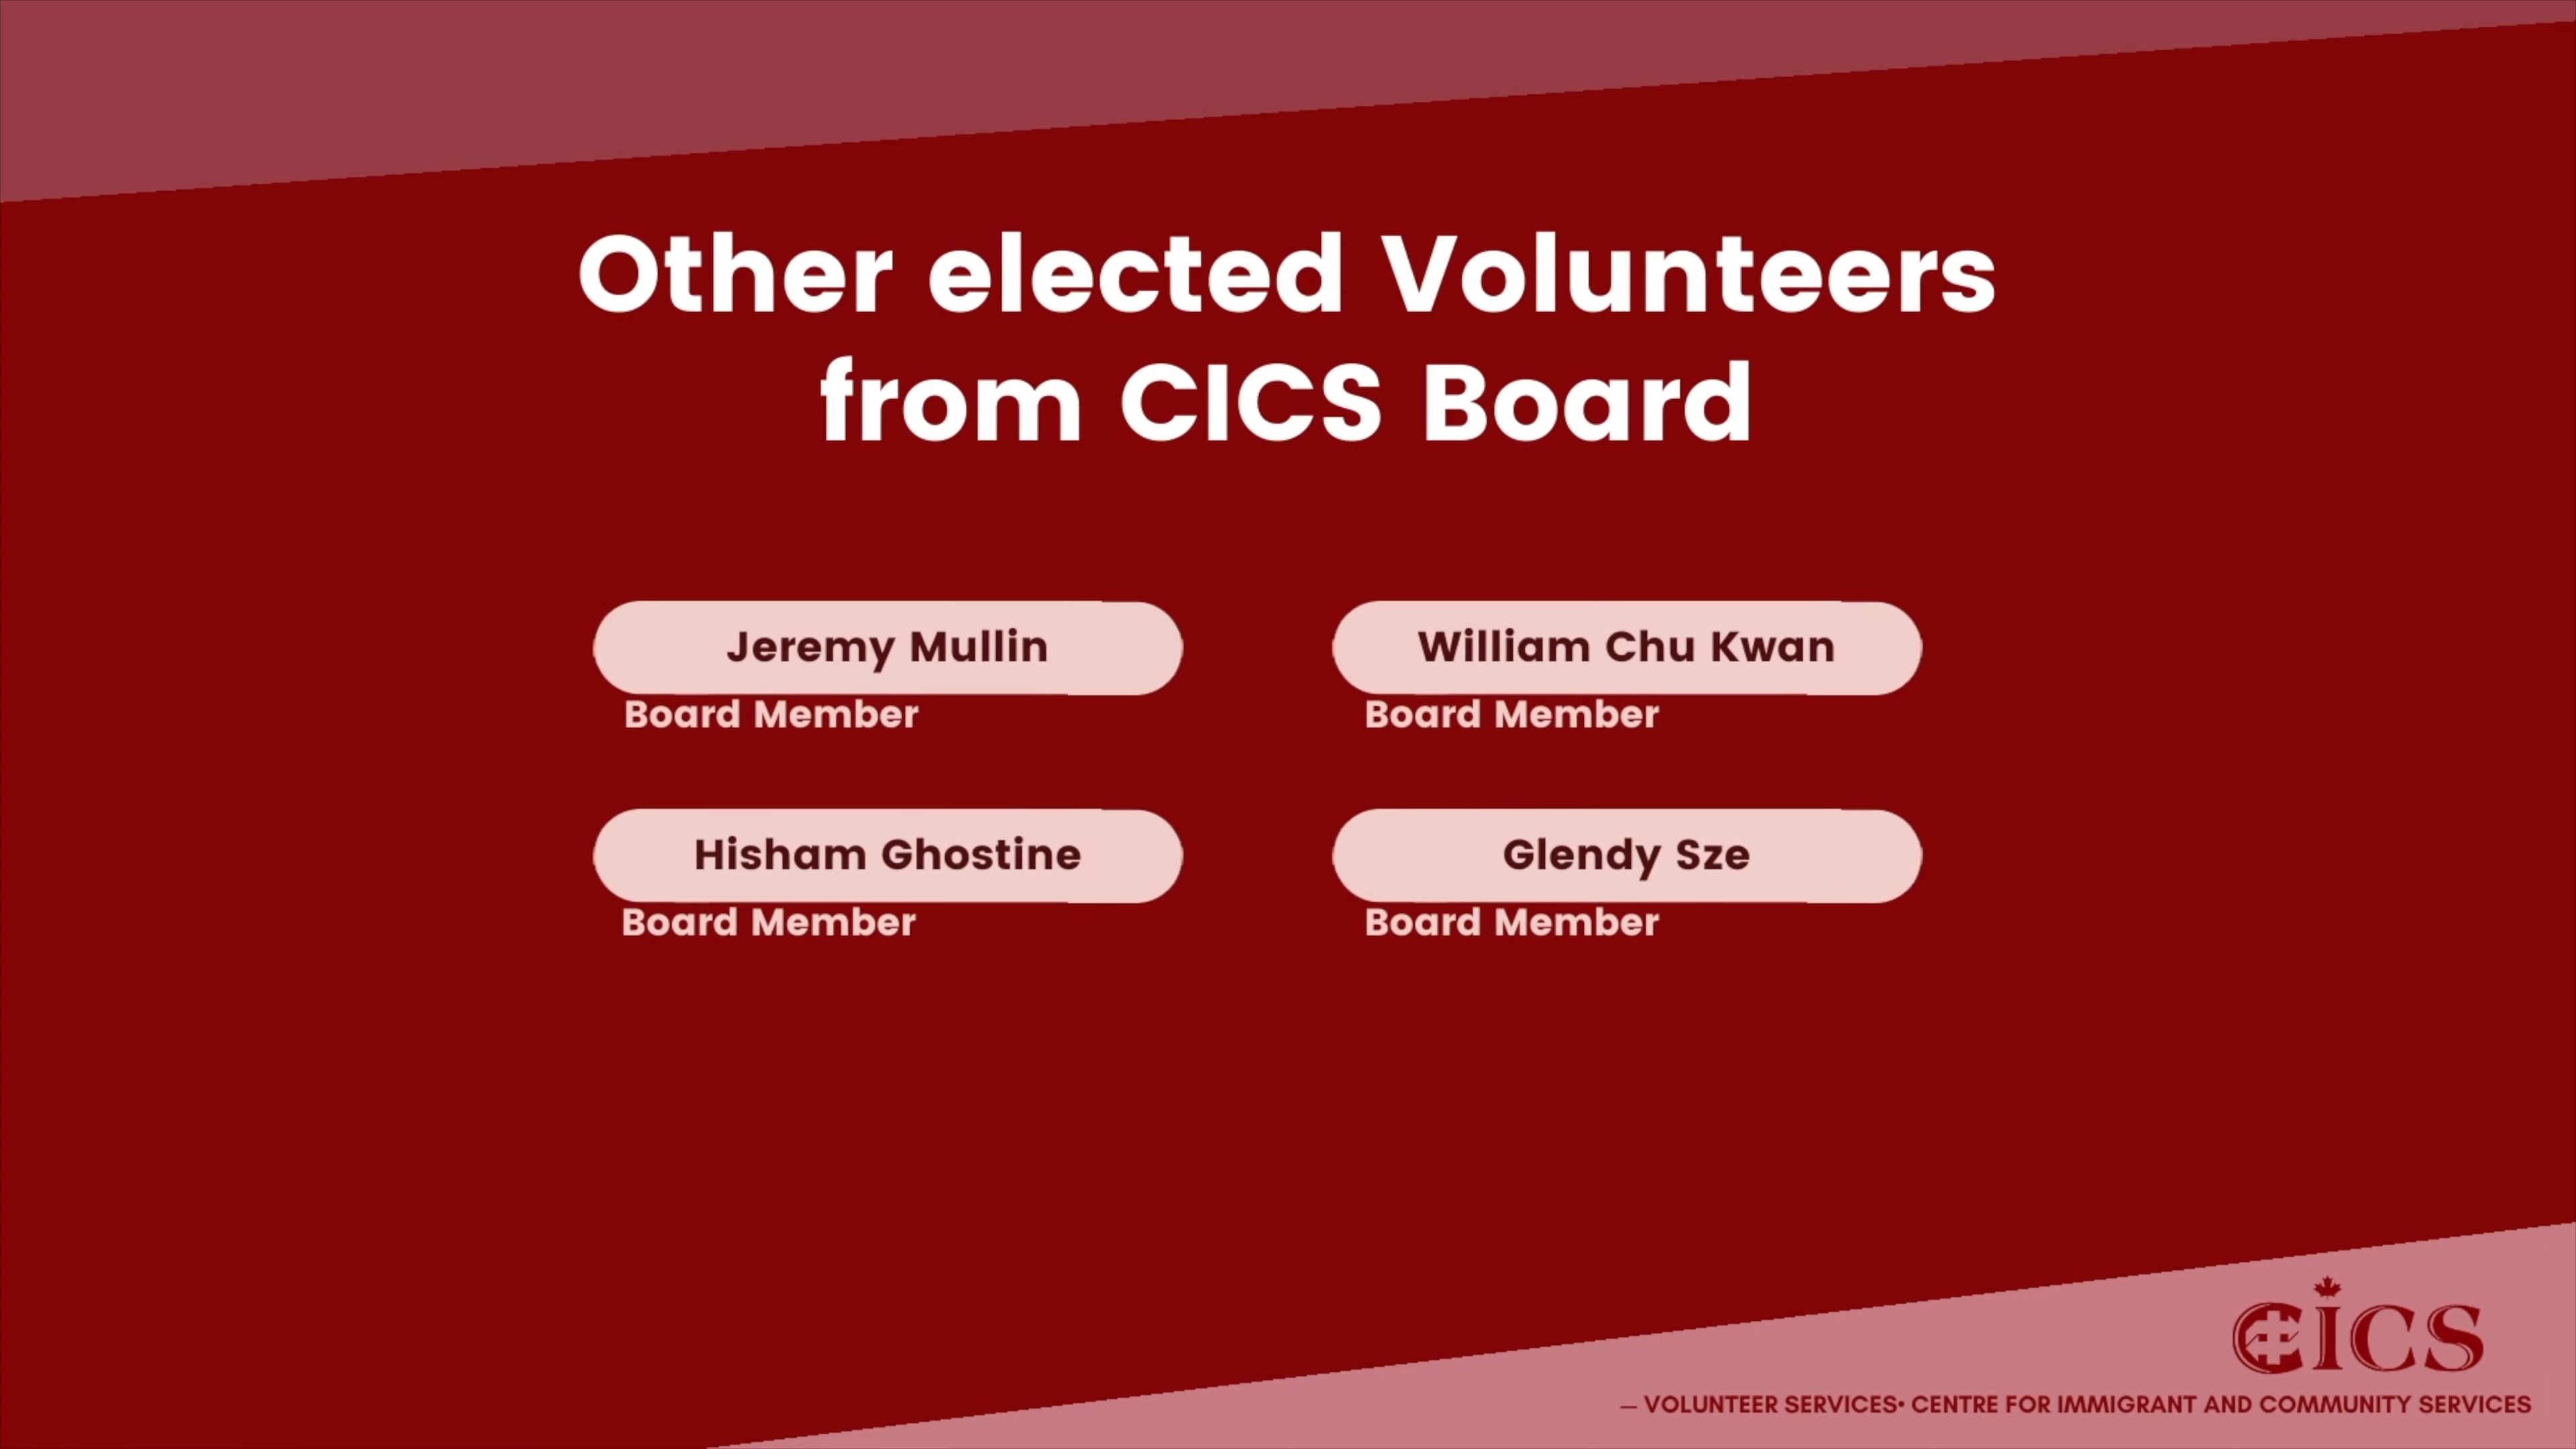 Other elected Volunteers
from CICS Board
Jeremy Mullin
Board Member
William Chu Kwan
Board Member
Hisham Ghostine
Board Member
Glendy Sze
Board Member
CICS
— VOLUNTEER SERVICES• CENTRE FOR IMMIGRANT AND COMMUNITY SERVICES